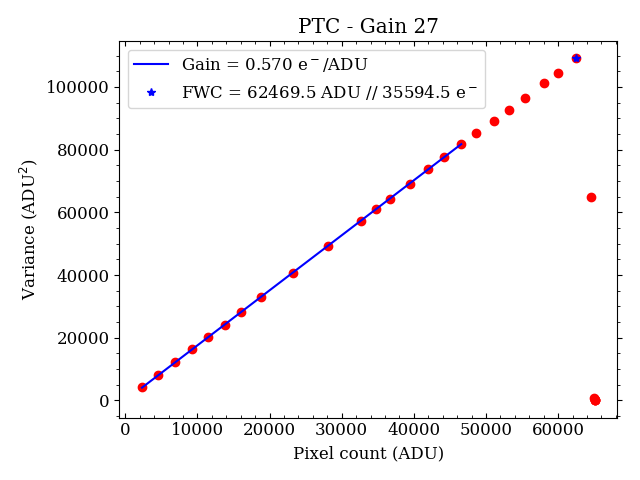 PTC - Gain 27
Gain = 0.570 e⁻/ADU
FWC = 62469.5 ADU // 35594.5 e⁻
Variance (ADU²)
100000
80000
60000
40000
20000
0
0 10000 20000 30000 40000 50000 60000
Pixel count (ADU)